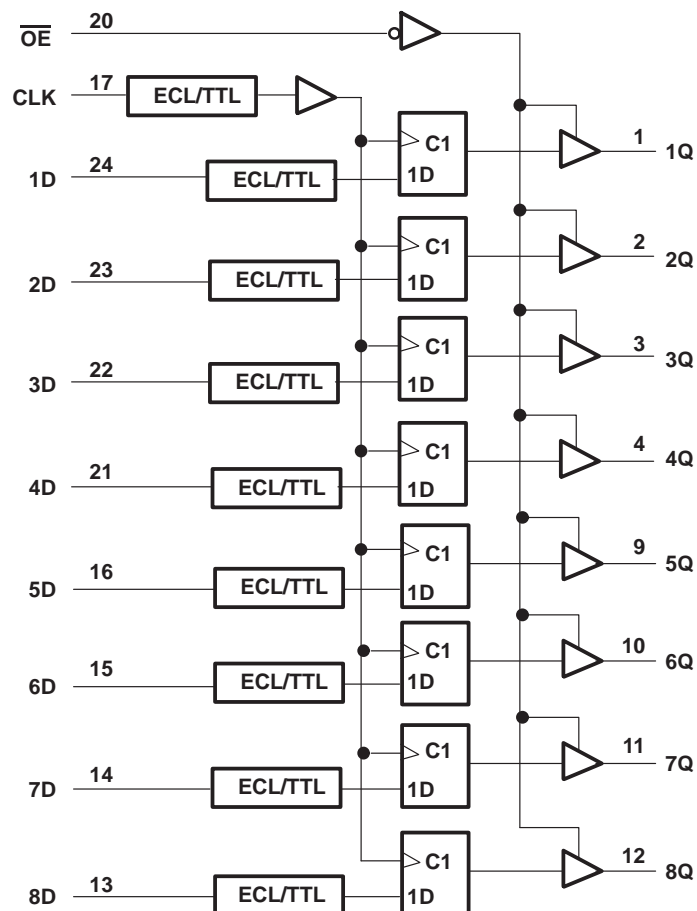 OE 20
CLK 17 ECL/TTL
C1
1D 24 ECL/TTL 1D 1 1Q
C1
2D 23 ECL/TTL 1D 2 2Q
C1
3D 22 ECL/TTL 1D 3 3Q
C1
4D 21 ECL/TTL 1D 4 4Q
C1
5D 16 ECL/TTL 1D 9 5Q
C1
6D 15 ECL/TTL 1D 10 6Q
C1
7D 14 ECL/TTL 1D 11 7Q
C1
8D 13 ECL/TTL 1D 12 8Q